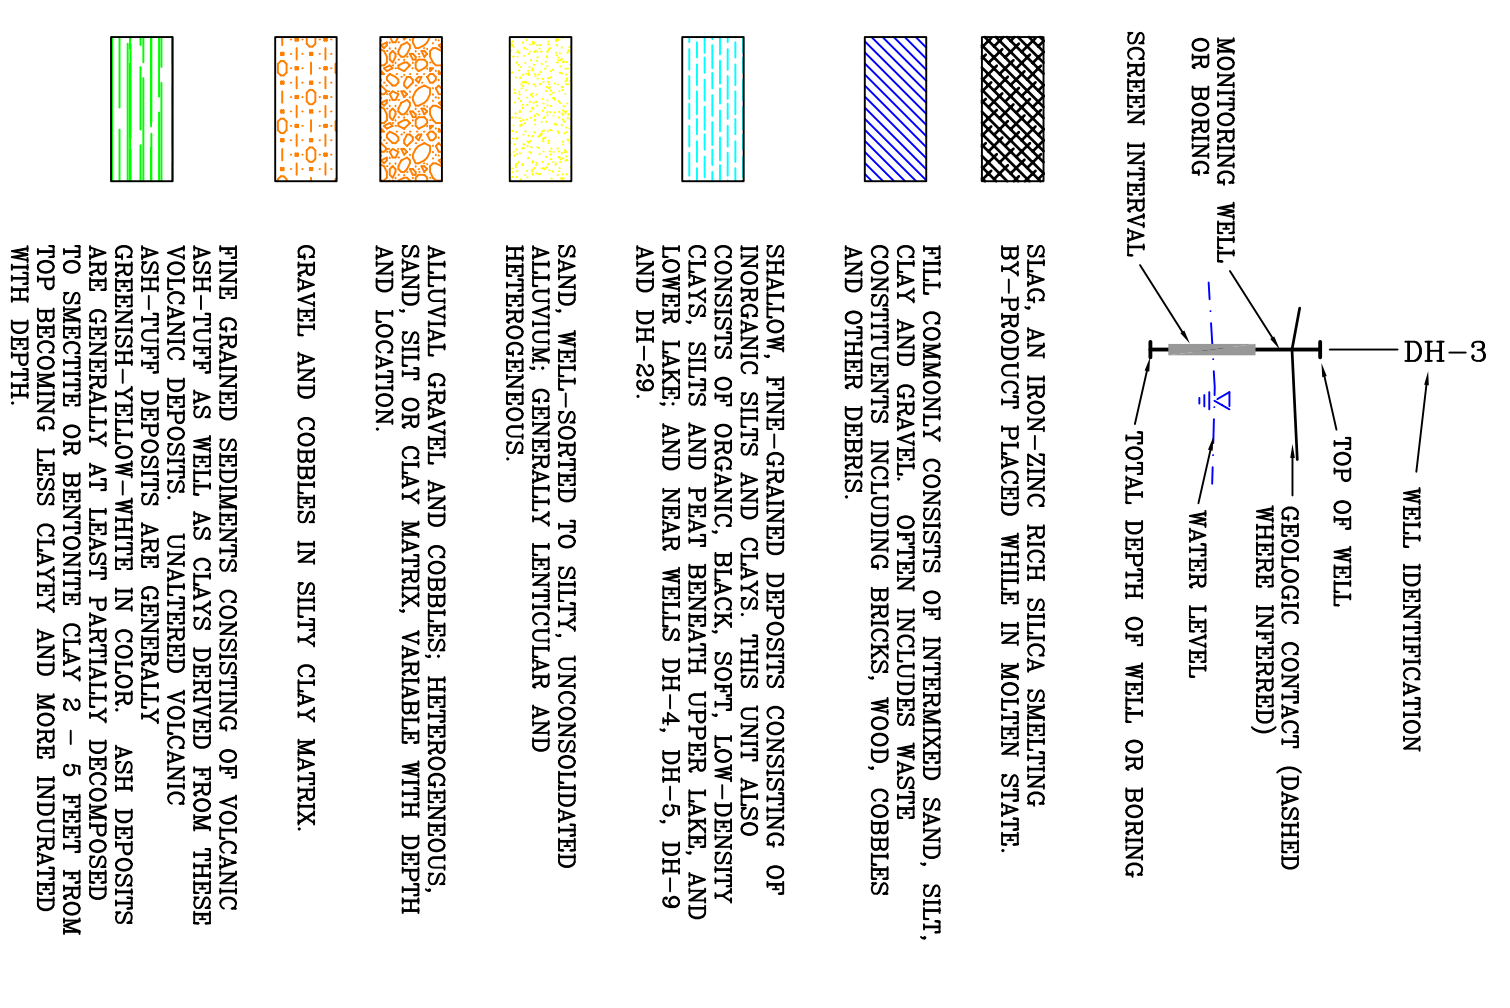 DH-3
WELL IDENTIFICATION
TOP OF WELL
MONITORING WELL
OR BORING
GEOLOGIC CONTACT (DASHED
WHERE INFERRED)
WATER LEVEL
SCREEN INTERVAL
TOTAL DEPTH OF WELL OR BORING
SLAG, AN IRON-ZINC RICH SILICA SMELTING
BY-PRODUCT PLACED WHILE IN MOLTEN STATE.
FILL COMMONLY CONSISTS OF INTERMIXED SAND, SILT,
CLAY AND GRAVEL. OFTEN INCLUDES WASTE
CONSTITUENTS INCLUDING BRICKS, WOOD, COBBLES
AND OTHER DEBRIS.
SHALLOW, FINE-GRAINED DEPOSITS CONSISTING OF
INORGANIC SILTS AND CLAYS. THIS UNIT ALSO
CONSISTS OF ORGANIC, BLACK, SOFT, LOW-DENSITY
CLAYS, SILTS AND PEAT BENEATH UPPER LAKE, AND
LOWER LAKE; AND NEAR WELLS DH-4, DH-5, DH-9
AND DH-29.
SAND, WELL-SORTED TO SILTY, UNCONSOLIDATED
ALLUVIUM; GENERALLY LENTICULAR AND
HETEROGENEOUS.
ALLUVIAL GRAVEL AND COBBLES; HETEROGENEOUS,
SAND, SILT OR CLAY MATRIX, VARIABLE WITH DEPTH
AND LOCATION.
GRAVEL AND COBBLES IN SILTY CLAY MATRIX.
FINE GRAINED SEDIMENTS CONSISTING OF VOLCANIC
ASH-TUFF AS WELL AS CLAYS DERIVED FROM THESE
VOLCANIC DEPOSITS. UNALTERED VOLCANIC
ASH-TUFF DEPOSITS ARE GENERALLY
GREENISH-YELLOW-WHITE IN COLOR. ASH DEPOSITS
ARE GENERALLY AT LEAST PARTIALLY DECOMPOSED
TO SMECTITE OR BENTONITE CLAY 2 - 5 FEET FROM
TOP BECOMING LESS CLAYEY AND MORE INDURATED
WITH DEPTH.